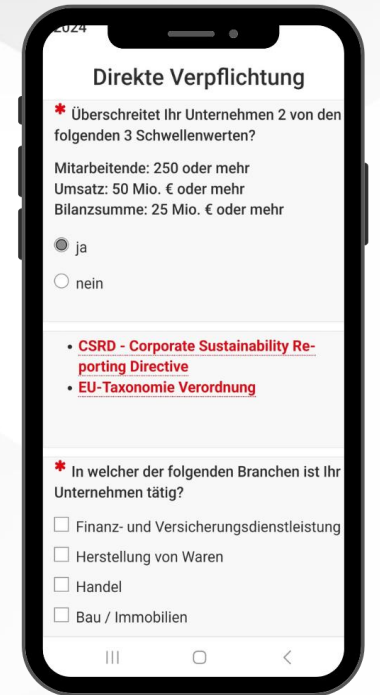 2024
Direkte Verpflichtung
* Überschreitet Ihr Unternehmen 2 von den
folgenden 3 Schwellenwerten?
Mitarbeitende: 250 oder mehr
Umsatz: 50 Mio. € oder mehr
Bilanzsumme: 25 Mio. € oder mehr
ja
nein
• CSRD - Corporate Sustainability Re-
porting Directive
• EU-Taxonomie Verordnung
* In welcher der folgenden Branchen ist Ihr
Unternehmen tätig?
Finanz- und Versicherungsdienstleistung
Herstellung von Waren
Handel
Bau / Immobilien